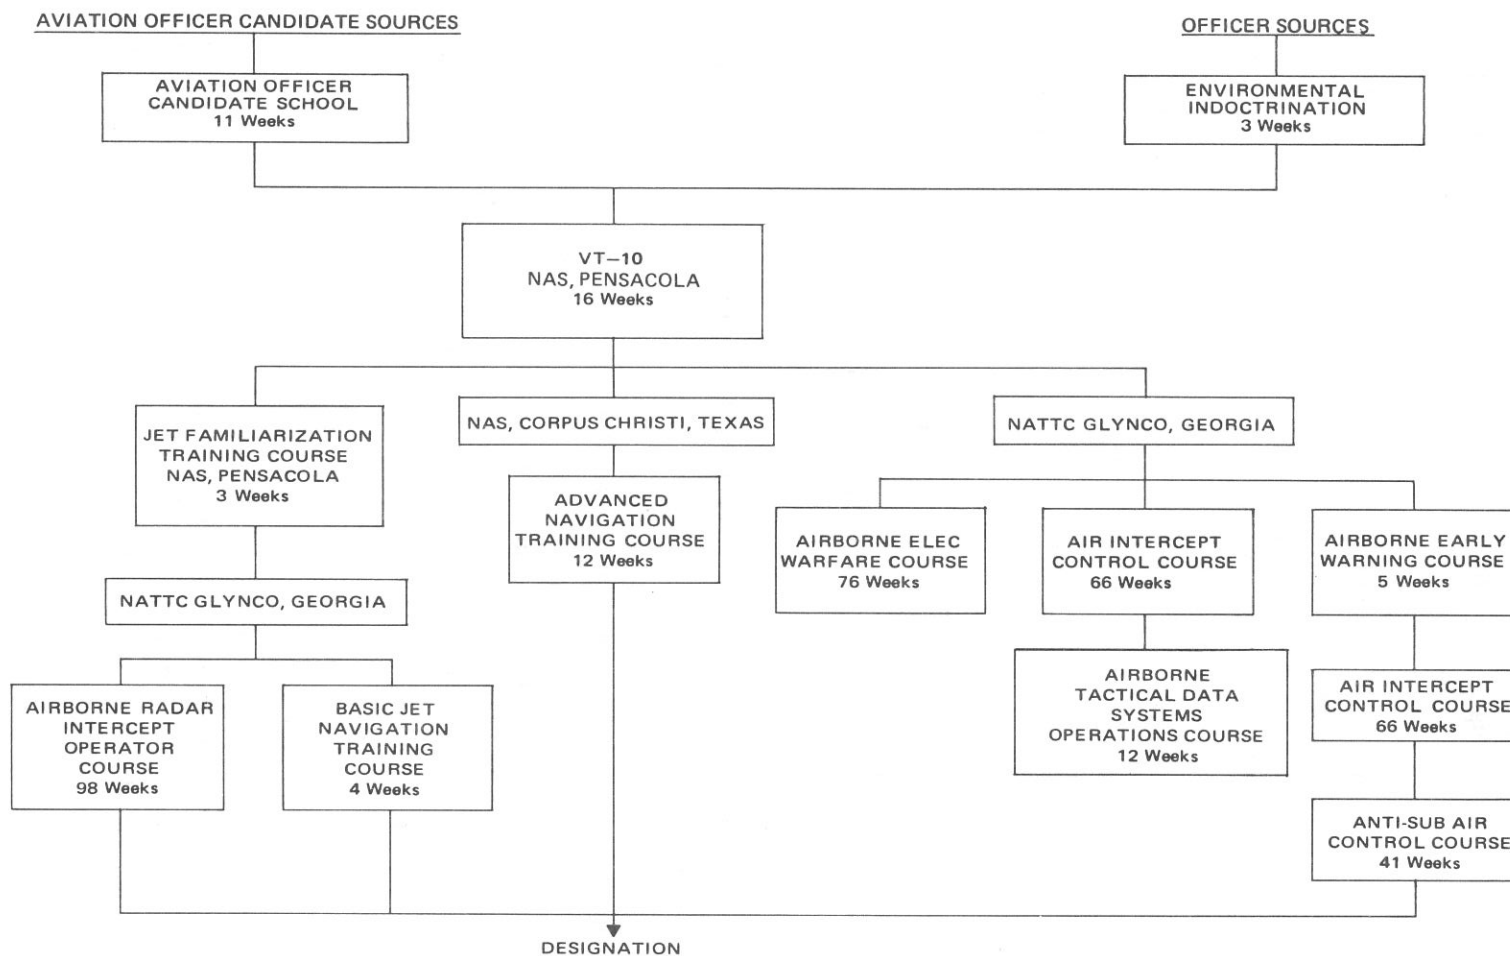 AVIATION OFFICER CANDIDATE SOURCES
OFFICER SOURCES
AVIATION OFFICER
CANDIDATE SCHOOL
11 Weeks
ENVIRONMENTAL
INDOCTRINATION
3 Weeks
VT–10
NAS, PENSACOLA
16 Weeks
JET FAMILIARIZATION
TRAINING COURSE
NAS, PENSACOLA
3 Weeks
NAS, CORPUS CHRISTI, TEXAS
NATTC GLYNCO, GEORGIA
ADVANCED
NAVIGATION
TRAINING COURSE
12 Weeks
AIRBORNE ELEC
WARFARE COURSE
76 Weeks
AIR INTERCEPT
CONTROL COURSE
66 Weeks
AIRBORNE EARLY
WARNING COURSE
5 Weeks
NATTC GLYNCO, GEORGIA
AIRBORNE RADAR
INTERCEPT
OPERATOR
COURSE
98 Weeks
BASIC JET
NAVIGATION
TRAINING
COURSE
4 Weeks
AIRBORNE
TACTICAL DATA
SYSTEMS
OPERATIONS COURSE
12 Weeks
AIR INTERCEPT
CONTROL COURSE
66 Weeks
ANTI-SUB AIR
CONTROL COURSE
41 Weeks
DESIGNATION